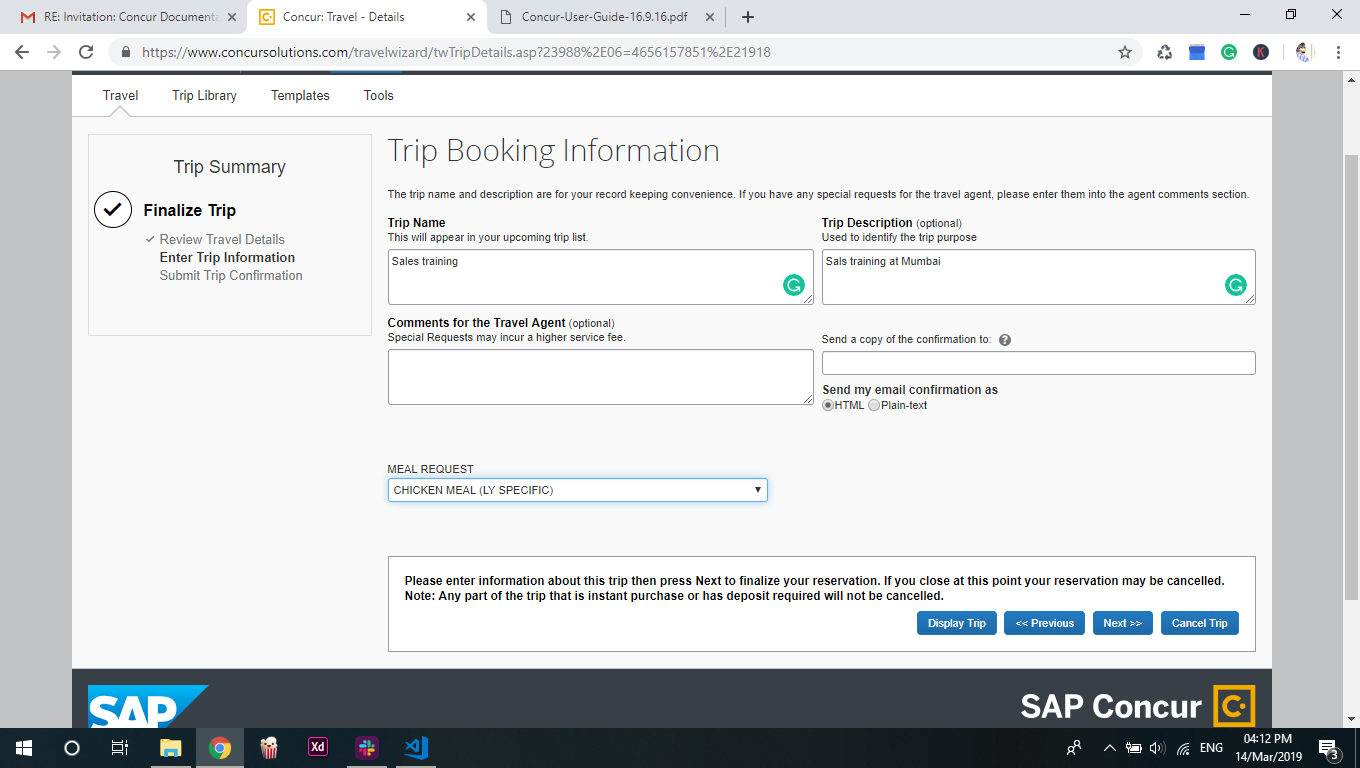 RE: Invitation: Concur Documenta
Concur: Travel - Details
Concur-User-Guide-16.9.16.pdf
https://www.concursolutions.com/travelwizard/twTripDetails.asp?23988%2E06=4656157851%2E21918
K
Travel Trip Library Templates Tools
Trip Summary
Finalize Trip
Review Travel Details
Enter Trip Information
Submit Trip Confirmation
Trip Booking Information
The trip name and description are for your record keeping convenience. If you have any special requests for the travel agent, please enter them into the agent comments section.
Trip Name
This will appear in your upcoming trip list.
Sales training
Trip Description (optional)
Used to identify the trip purpose
Sals training at Mumbai
Comments for the Travel Agent (optional)
Special Requests may incur a higher service fee.
Send a copy of the confirmation to: ?
Send my email confirmation as
HTML Plain-text
MEAL REQUEST
CHICKEN MEAL (LY SPECIFIC)
Please enter information about this trip then press Next to finalize your reservation. If you close at this point your reservation may be cancelled.
Note: Any part of the trip that is instant purchase or has deposit required will not be cancelled.
Display Trip << Previous Next >> Cancel Trip
SAP
SAP Concur C
Xd
ENG
04:12 PM
14/Mar/2019
3